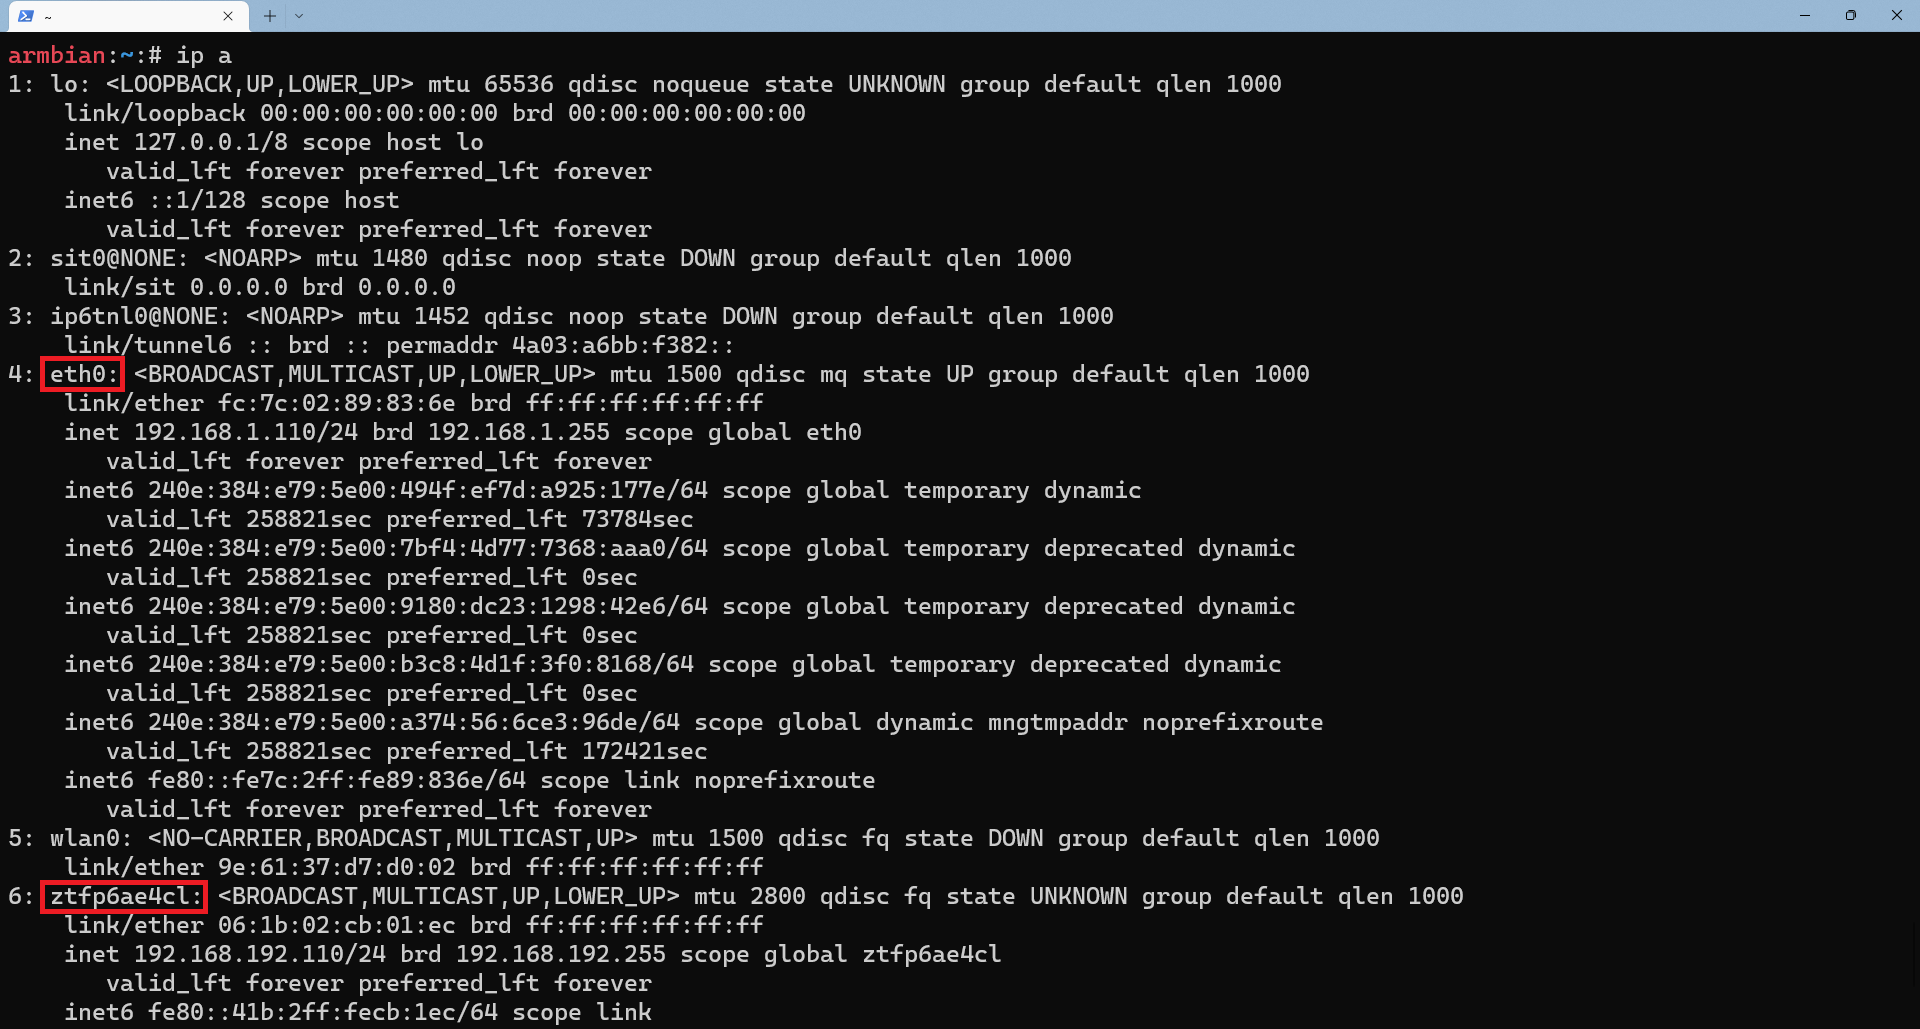 ~
armbian:~:# ip a
1: lo: <LOOPBACK,UP,LOWER_UP> mtu 65536 qdisc noqueue state UNKNOWN group default qlen 1000
    link/loopback 00:00:00:00:00:00 brd 00:00:00:00:00:00
    inet 127.0.0.1/8 scope host lo
       valid_lft forever preferred_lft forever
    inet6 ::1/128 scope host
       valid_lft forever preferred_lft forever
2: sit0@NONE: <NOARP> mtu 1480 qdisc noop state DOWN group default qlen 1000
    link/sit 0.0.0.0 brd 0.0.0.0
3: ip6tnl0@NONE: <NOARP> mtu 1452 qdisc noop state DOWN group default qlen 1000
    link/tunnel6 :: brd :: permaddr 4a03:a6bb:f382::
4: eth0: <BROADCAST,MULTICAST,UP,LOWER_UP> mtu 1500 qdisc mq state UP group default qlen 1000
    link/ether fc:7c:02:89:83:6e brd ff:ff:ff:ff:ff:ff
    inet 192.168.1.110/24 brd 192.168.1.255 scope global eth0
       valid_lft forever preferred_lft forever
    inet6 240e:384:e79:5e00:494f:ef7d:a925:177e/64 scope global temporary dynamic
       valid_lft 258821sec preferred_lft 73784sec
    inet6 240e:384:e79:5e00:7bf4:4d77:7368:aaa0/64 scope global temporary deprecated dynamic
       valid_lft 258821sec preferred_lft 0sec
    inet6 240e:384:e79:5e00:9180:dc23:1298:42e6/64 scope global temporary deprecated dynamic
       valid_lft 258821sec preferred_lft 0sec
    inet6 240e:384:e79:5e00:b3c8:4d1f:3f0:8168/64 scope global temporary deprecated dynamic
       valid_lft 258821sec preferred_lft 0sec
    inet6 240e:384:e79:5e00:a374:56:6ce3:96de/64 scope global dynamic mngtmpaddr noprefixroute
       valid_lft 258821sec preferred_lft 172421sec
    inet6 fe80::fe7c:2ff:fe89:836e/64 scope link noprefixroute
       valid_lft forever preferred_lft forever
5: wlan0: <NO-CARRIER,BROADCAST,MULTICAST,UP> mtu 1500 qdisc fq state DOWN group default qlen 1000
    link/ether 9e:61:37:d7:d0:02 brd ff:ff:ff:ff:ff:ff
6: ztfp6ae4cl: <BROADCAST,MULTICAST,UP,LOWER_UP> mtu 2800 qdisc fq state UNKNOWN group default qlen 1000
    link/ether 06:1b:02:cb:01:ec brd ff:ff:ff:ff:ff:ff
    inet 192.168.192.110/24 brd 192.168.192.255 scope global ztfp6ae4cl
       valid_lft forever preferred_lft forever
    inet6 fe80::41b:2ff:fecb:1ec/64 scope link